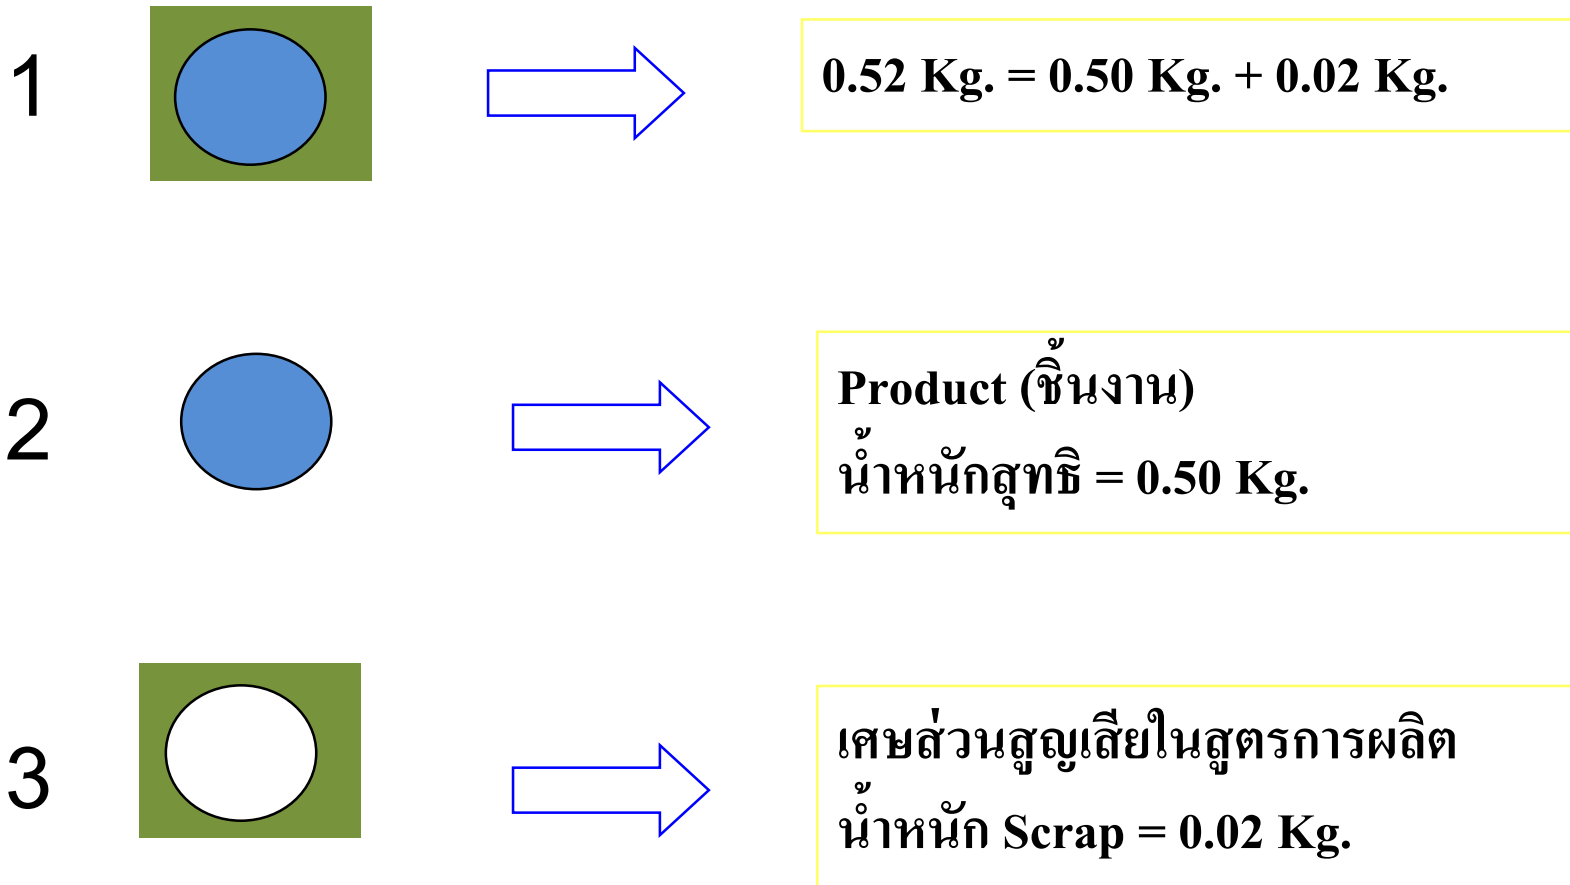 1
0.52 Kg. = 0.50 Kg. + 0.02 Kg.
2
Product (ชิ้นงาน)
น้ำหนักสุทธิ = 0.50 Kg.
3
เศษส่วนสูญเสียในสูตรการผลิต
น้ำหนัก Scrap = 0.02 Kg.